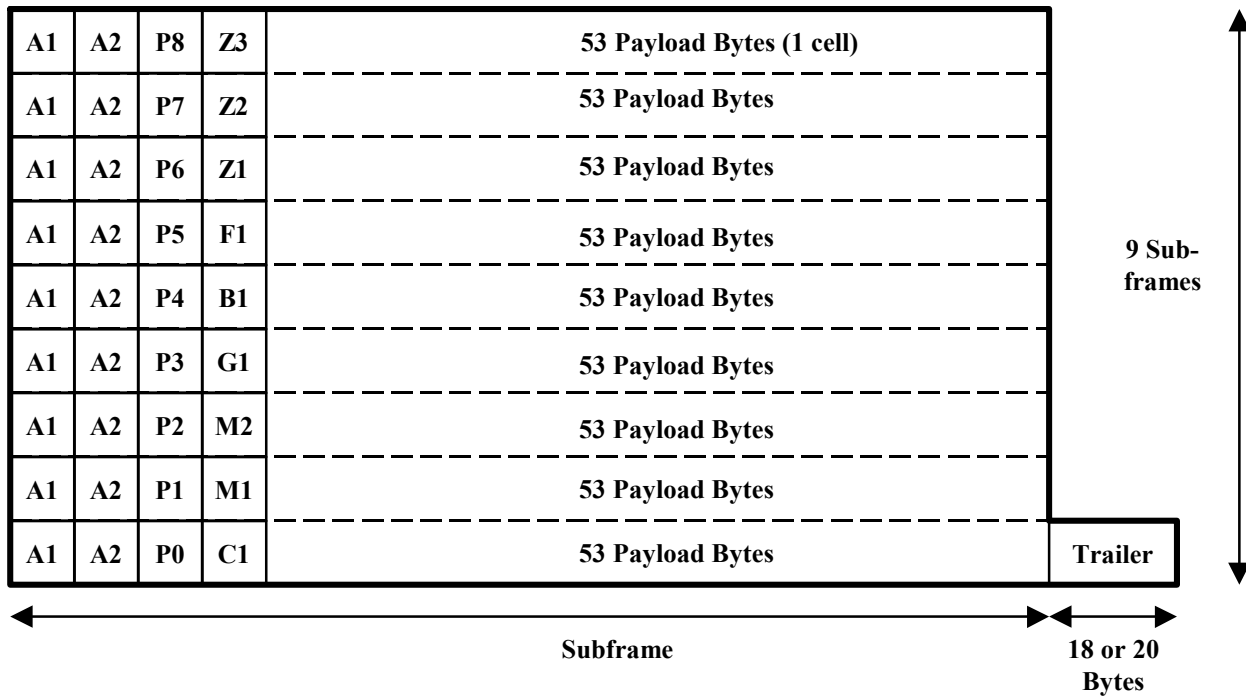 A1 A2 P8 Z3 53 Payload Bytes (1 cell)
A1 A2 P7 Z2 53 Payload Bytes
A1 A2 P6 Z1 53 Payload Bytes
A1 A2 P5 F1 53 Payload Bytes
A1 A2 P4 B1 53 Payload Bytes
A1 A2 P3 G1 53 Payload Bytes
A1 A2 P2 M2 53 Payload Bytes
A1 A2 P1 M1 53 Payload Bytes
A1 A2 P0 C1 53 Payload Bytes Trailer
9 Sub-
frames
Subframe
18 or 20
Bytes